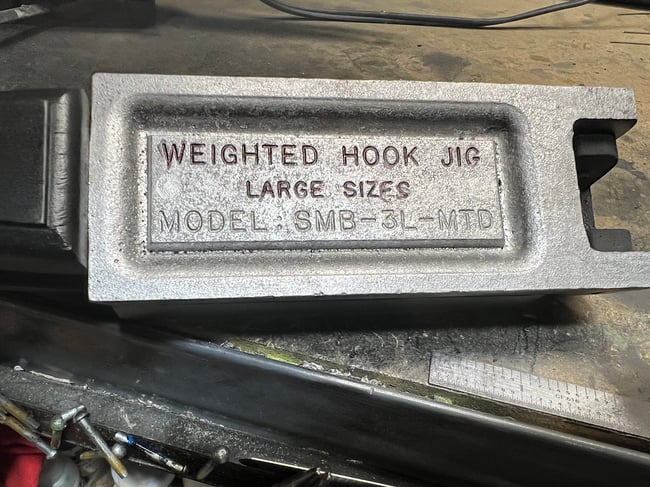 WEIGHTED HOOK JIG
LARGE SIZES
MODEL: SMB-3L-MTD